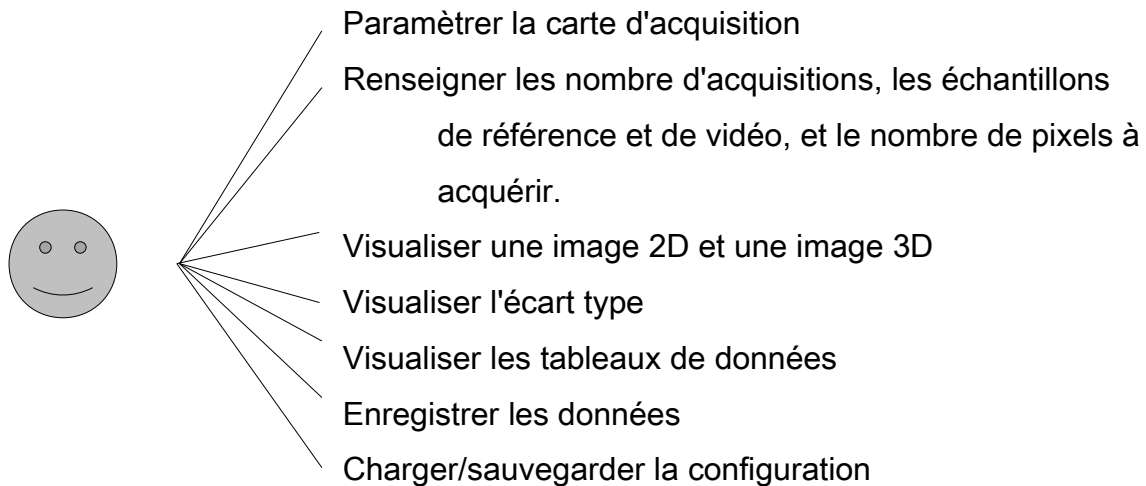 Paramètrer la carte d'acquisition
Renseigner les nombre d'acquisitions, les échantillons
de référence et de vidéo, et le nombre de pixels à
acquérir.
Visualiser une image 2D et une image 3D
Visualiser l'écart type
Visualiser les tableaux de données
Enregistrer les données
Charger/sauvegarder la configuration